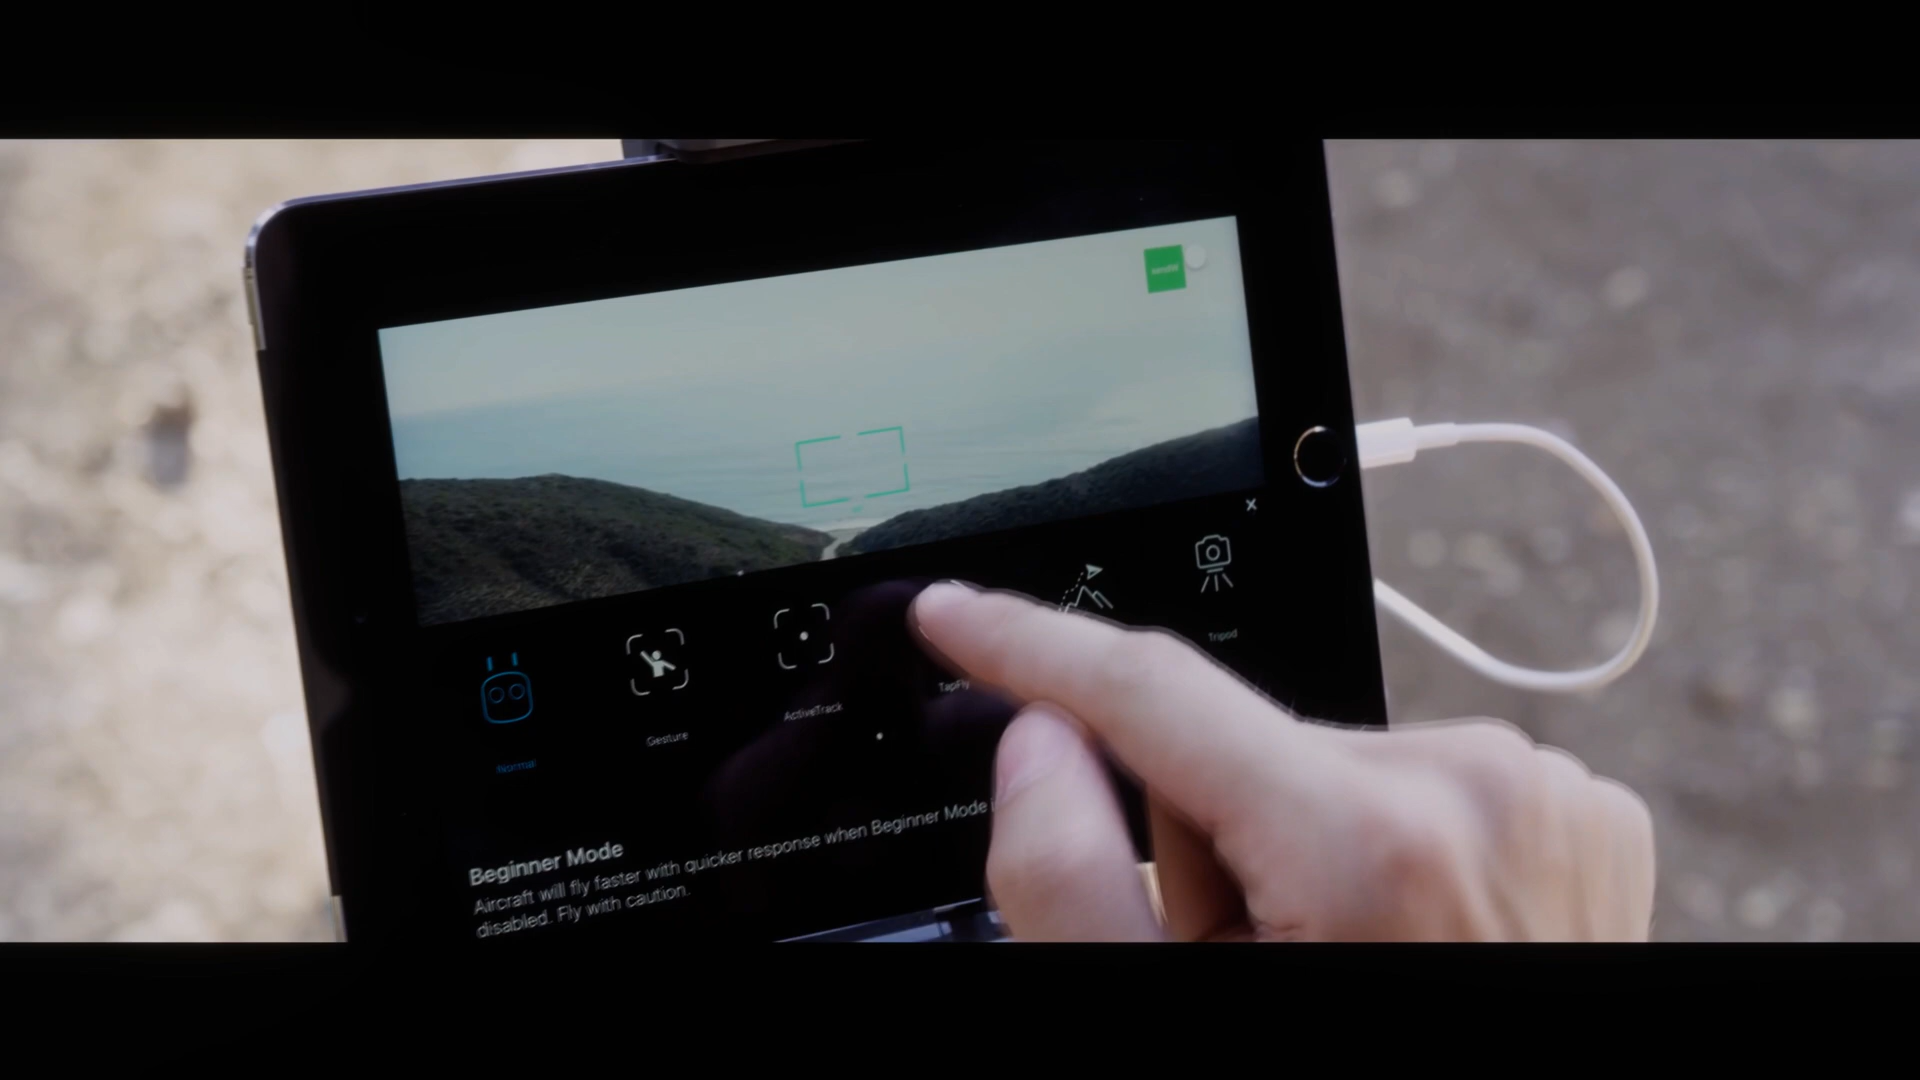 Tripod
TapFly
ActiveTrack
Gesture
Normal
Beginner Mode
Aircraft will fly faster with quicker response when Beginner Mode
disabled. Fly with caution.